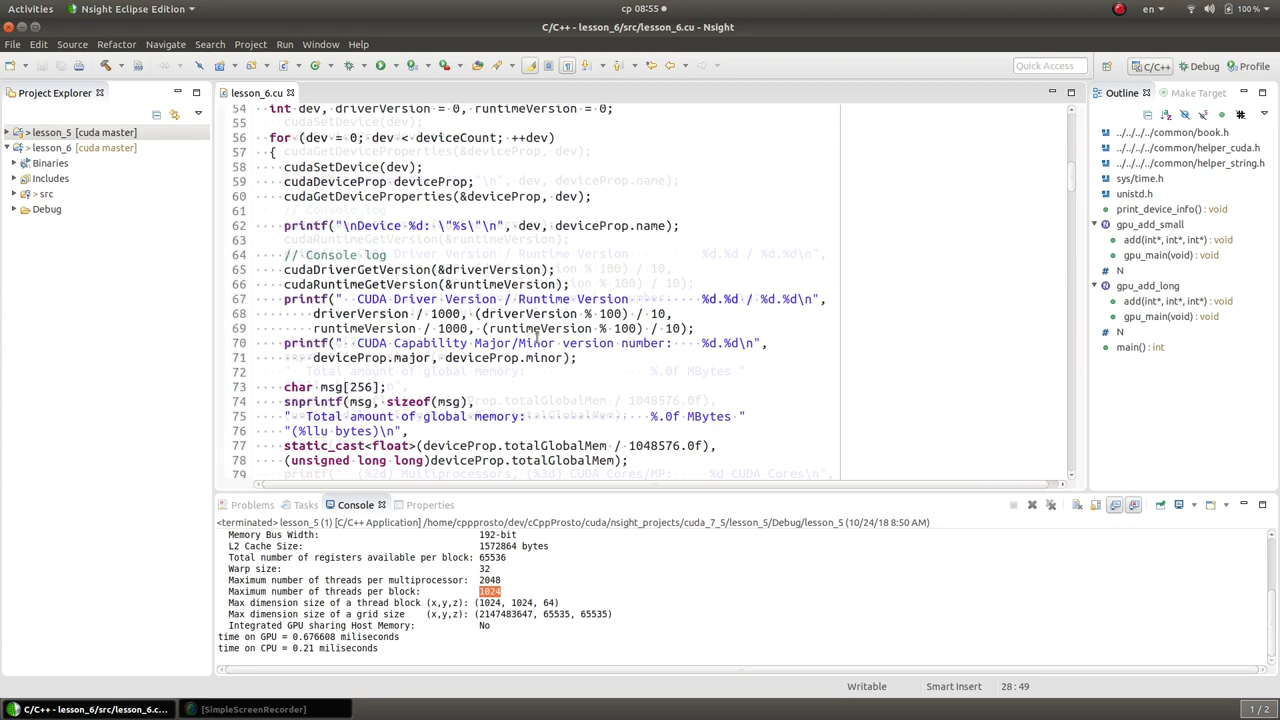 Activities
Nsight Eclipse Edition
ср 08:55
en
100 %
C/C++ - lesson_6/src/lesson_6.cu - Nsight
File Edit Source Refactor Navigate Search Project Run Window Help
Quick Access
C/C++
Debug
Profile
Project Explorer
> lesson_5 [cuda master]
> lesson_6 [cuda master]
Binaries
Includes
> src
Debug
lesson_6.cu
54 int dev, driverVersion = 0, runtimeVersion = 0;
55
56 for (dev = 0; dev < deviceCount; ++dev)
57 {
58 cudaSetDevice(dev);
59 cudaDeviceProp deviceProp;
60 cudaGetDeviceProperties(&deviceProp, dev);
61
62 printf("\nDevice %d: \"%s\"\n", dev, deviceProp.name);
63
64 // Console log
65 cudaDriverGetVersion(&driverVersion);
66 cudaRuntimeGetVersion(&runtimeVersion);
67 printf("  CUDA Driver Version / Runtime Version          %d.%d / %d.%d\n",
68 driverVersion / 1000, (driverVersion % 100) / 10,
69 runtimeVersion / 1000, (runtimeVersion % 100) / 10);
70 printf("  CUDA Capability Major/Minor version number:    %d.%d\n",
71 deviceProp.major, deviceProp.minor);
72
73 char msg[256];
74 snprintf(msg, sizeof(msg),
75 "  Total amount of global memory:                 %.0f MBytes "
76 "(%llu bytes)\n",
77 static_cast<float>(deviceProp.totalGlobalMem / 1048576.0f),
78 (unsigned long long)deviceProp.totalGlobalMem);
79
Outline
Make Target
../../../../common/book.h
../../../../common/helper_cuda.h
../../../../common/helper_string.h
sys/time.h
unistd.h
print_device_info() : void
gpu_add_small
add(int*, int*, int*) : void
gpu_main(void) : void
N
gpu_add_long
add(int*, int*, int*) : void
gpu_main(void) : void
N
main() : int
Problems
Tasks
Console
Properties
<terminated> lesson_5 (1) [C/C++ Application] /home/cppprosto/dev/cCppProsto/cuda/nsight_projects/cuda_7_5/lesson_5/Debug/lesson_5 (10/24/18 8:50 AM)
Memory Bus Width: 192-bit
L2 Cache Size: 1572864 bytes
Total number of registers available per block: 65536
Warp size: 32
Maximum number of threads per multiprocessor: 2048
Maximum number of threads per block: 1024
Max dimension size of a thread block (x,y,z): (1024, 1024, 64)
Max dimension size of a grid size (x,y,z): (2147483647, 65535, 65535)
Integrated GPU sharing Host Memory: No
time on GPU = 0.676608 miliseconds
time on CPU = 0.21 miliseconds
Writable
Smart Insert
28 : 49
C/C++ - lesson_6/src/lesson_6.c...
[SimpleScreenRecorder]
1 / 2